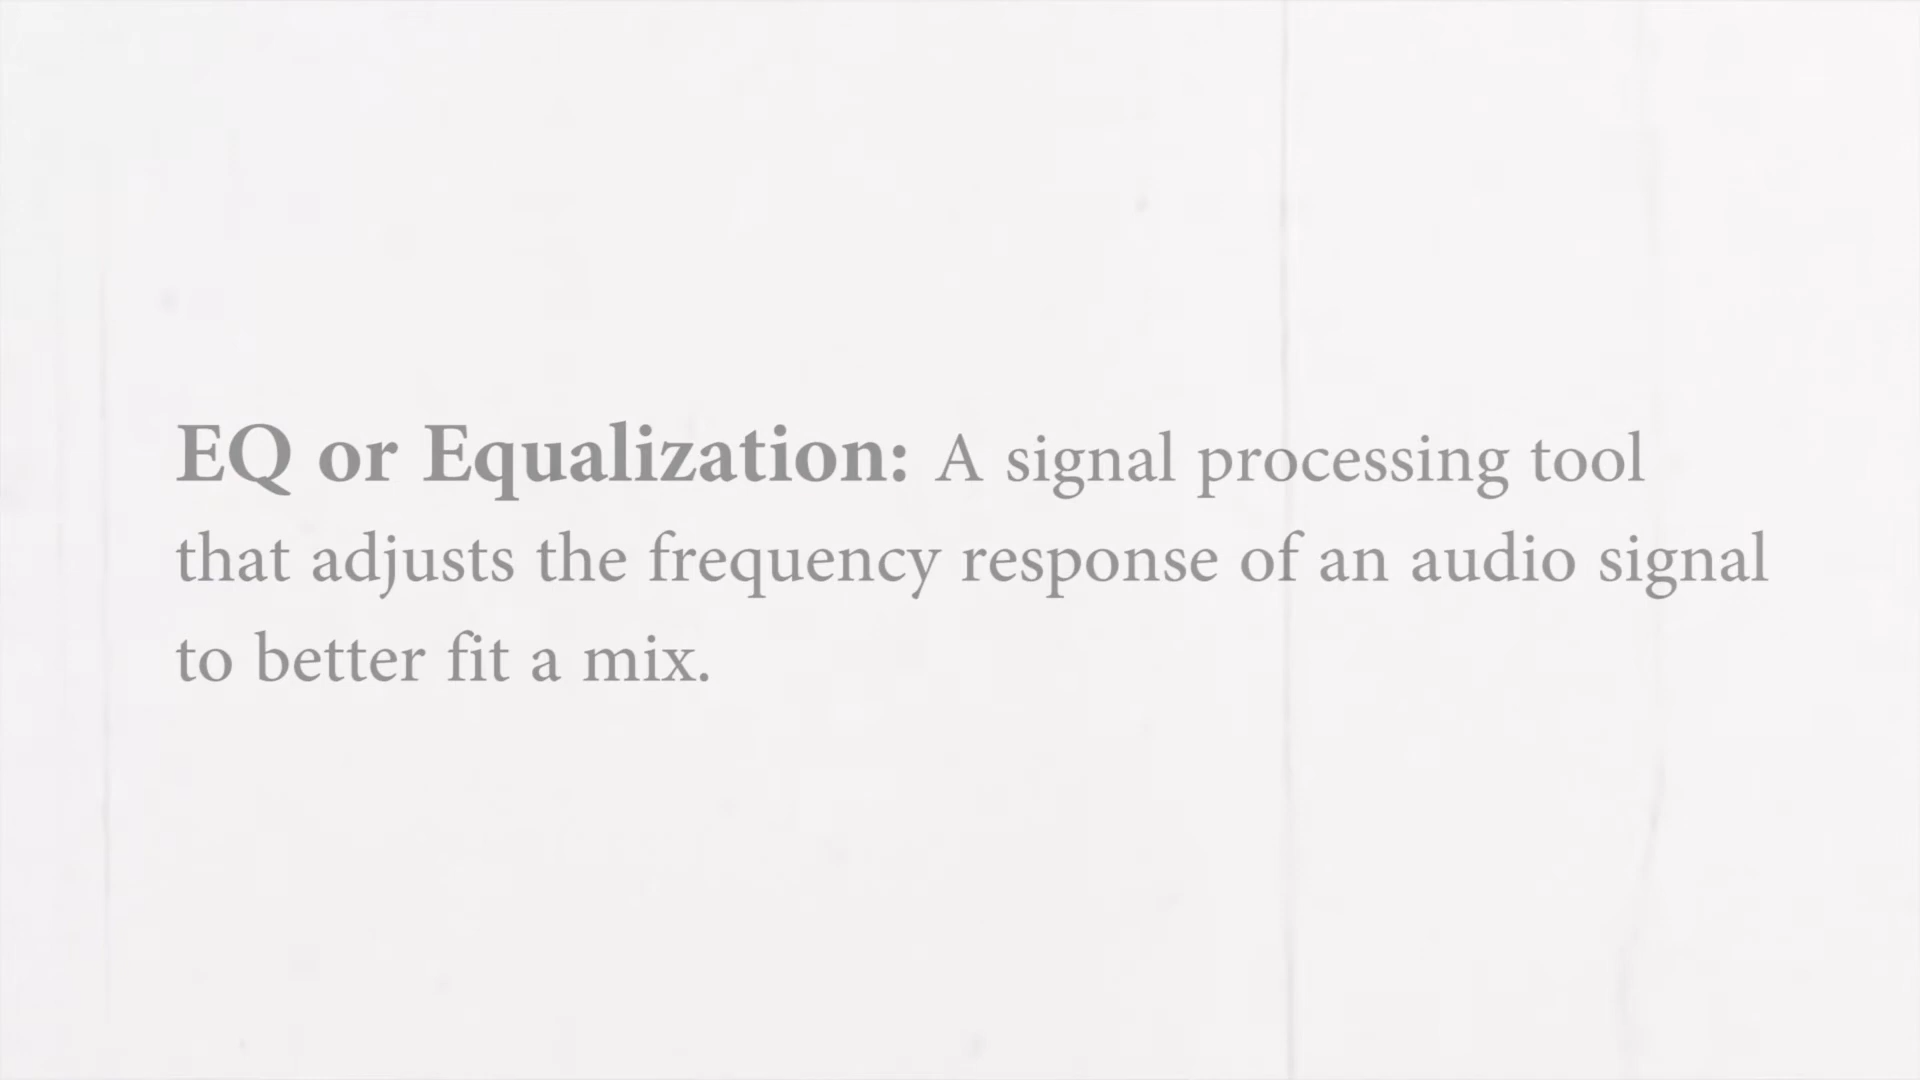 EQ or Equalization: A signal processing tool
that adjusts the frequency response of an audio signal
to better fit a mix.